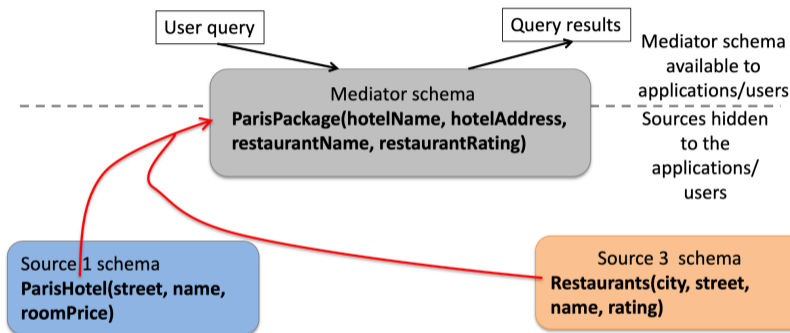 User query
Query results
Mediator schema
available to
applications/users
Mediator schema
ParisPackage(hotelName, hotelAddress,
restaurantName, restaurantRating)
Sources hidden
to the
applications/
users
Source 1 schema
ParisHotel(street, name,
roomPrice)
Source 3 schema
Restaurants(city, street,
name, rating)